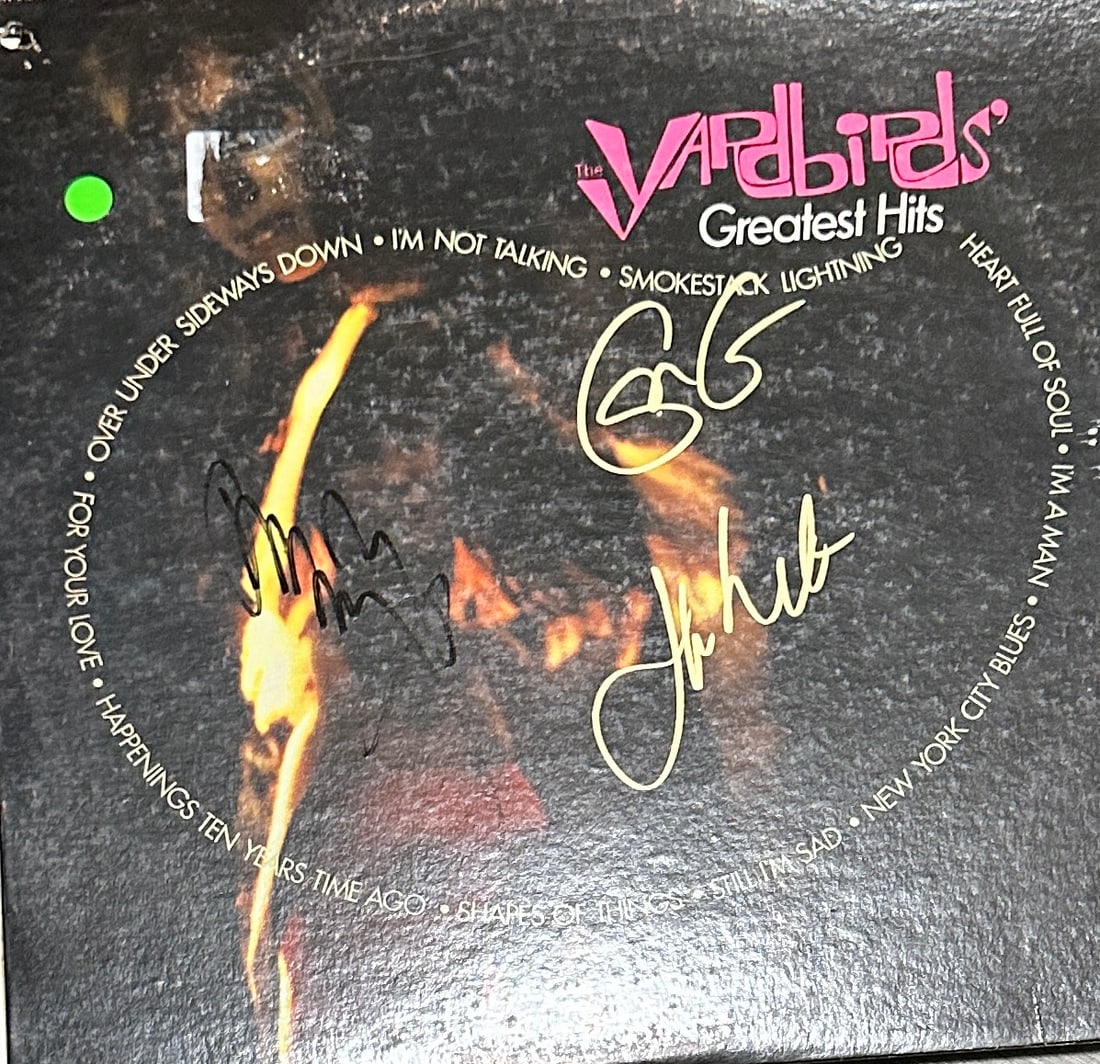 The YARDBIRDS'
Greatest Hits
HEART FULL OF SOUL • I'M A MAN • NEW YORK CITY BLUES • STILL I'M SAD • SHAPES OF THINGS • HAPPENINGS TEN YEARS TIME AGO • FOR YOUR LOVE • OVER UNDER SIDEWAYS DOWN • I'M NOT TALKING • SMOKESTACK LIGHTNING